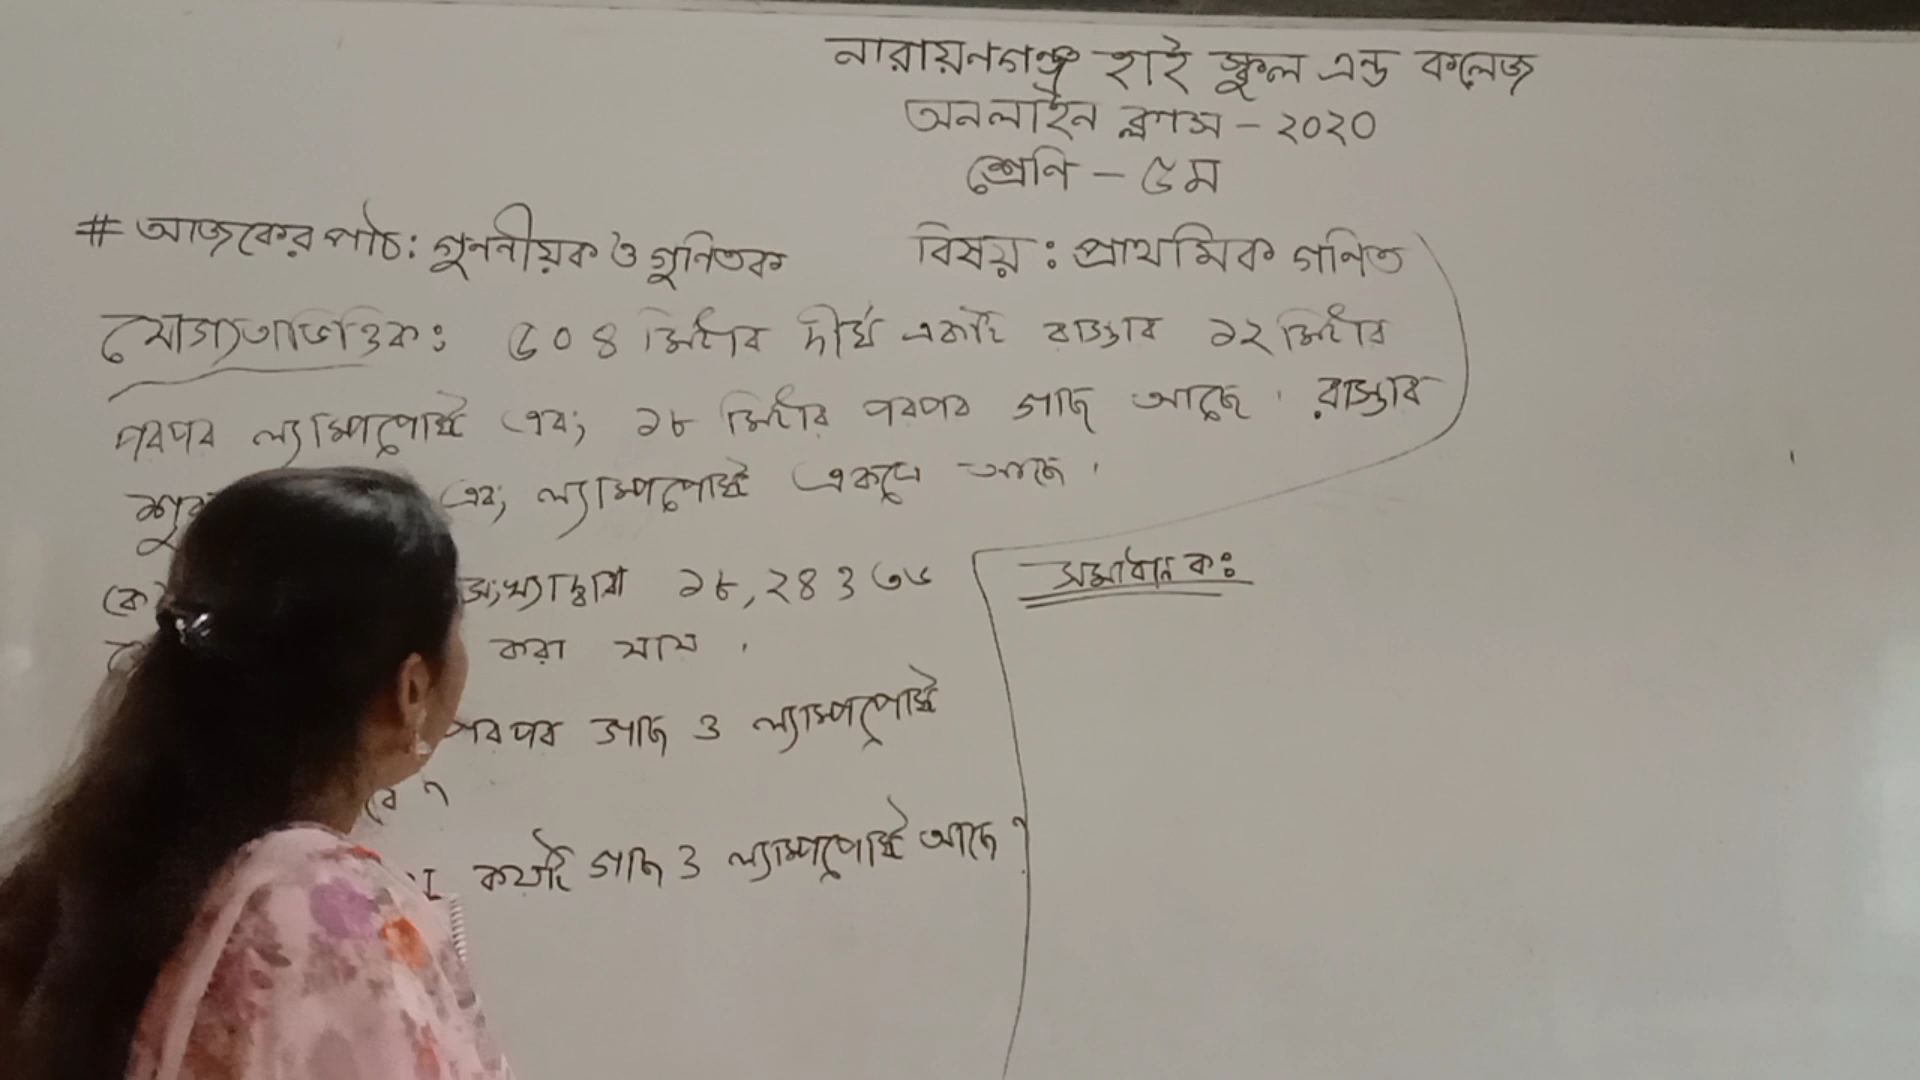 নারায়ণগঞ্জ হাই স্কুল এন্ড কলেজ
অনলাইন ক্লাস - ২০২০
শ্রেণি - ৫ম
# আজকের পাঠ: গুননীয়ক ও গুনিতক
বিষয়: প্রাথমিক গনিত
যোগ্যতাভিত্তিক: ৫০৪ মিটার দীর্ঘ একটি রাস্তার ১২ মিটার
পরপর ল্যাম্পপোষ্ট এবং ১৮ মিটার পরপর গাছ আছে। রাস্তার
এবং ল্যাম্পপোষ্ট একত্রে আছে।
সংখ্যাদ্বারা ১৮, ২৪ ও ৩৬
করা যায়।
পরপর গাছ ও ল্যাম্পপোষ্ট
কয়টি গাছ ও ল্যাম্পপোষ্ট আছে?
সমাধান ক: